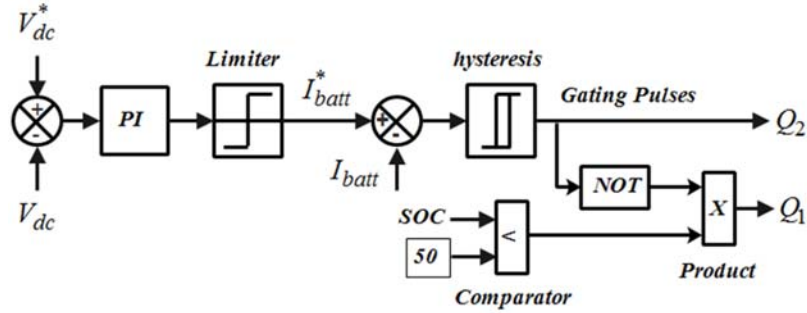 V*dc
+
-
Vdc
PI
Limiter
I*batt
+
-
Ibatt
hysteresis
Gating Pulses
Q2
NOT
X
Q1
Product
SOC
50
<
Comparator